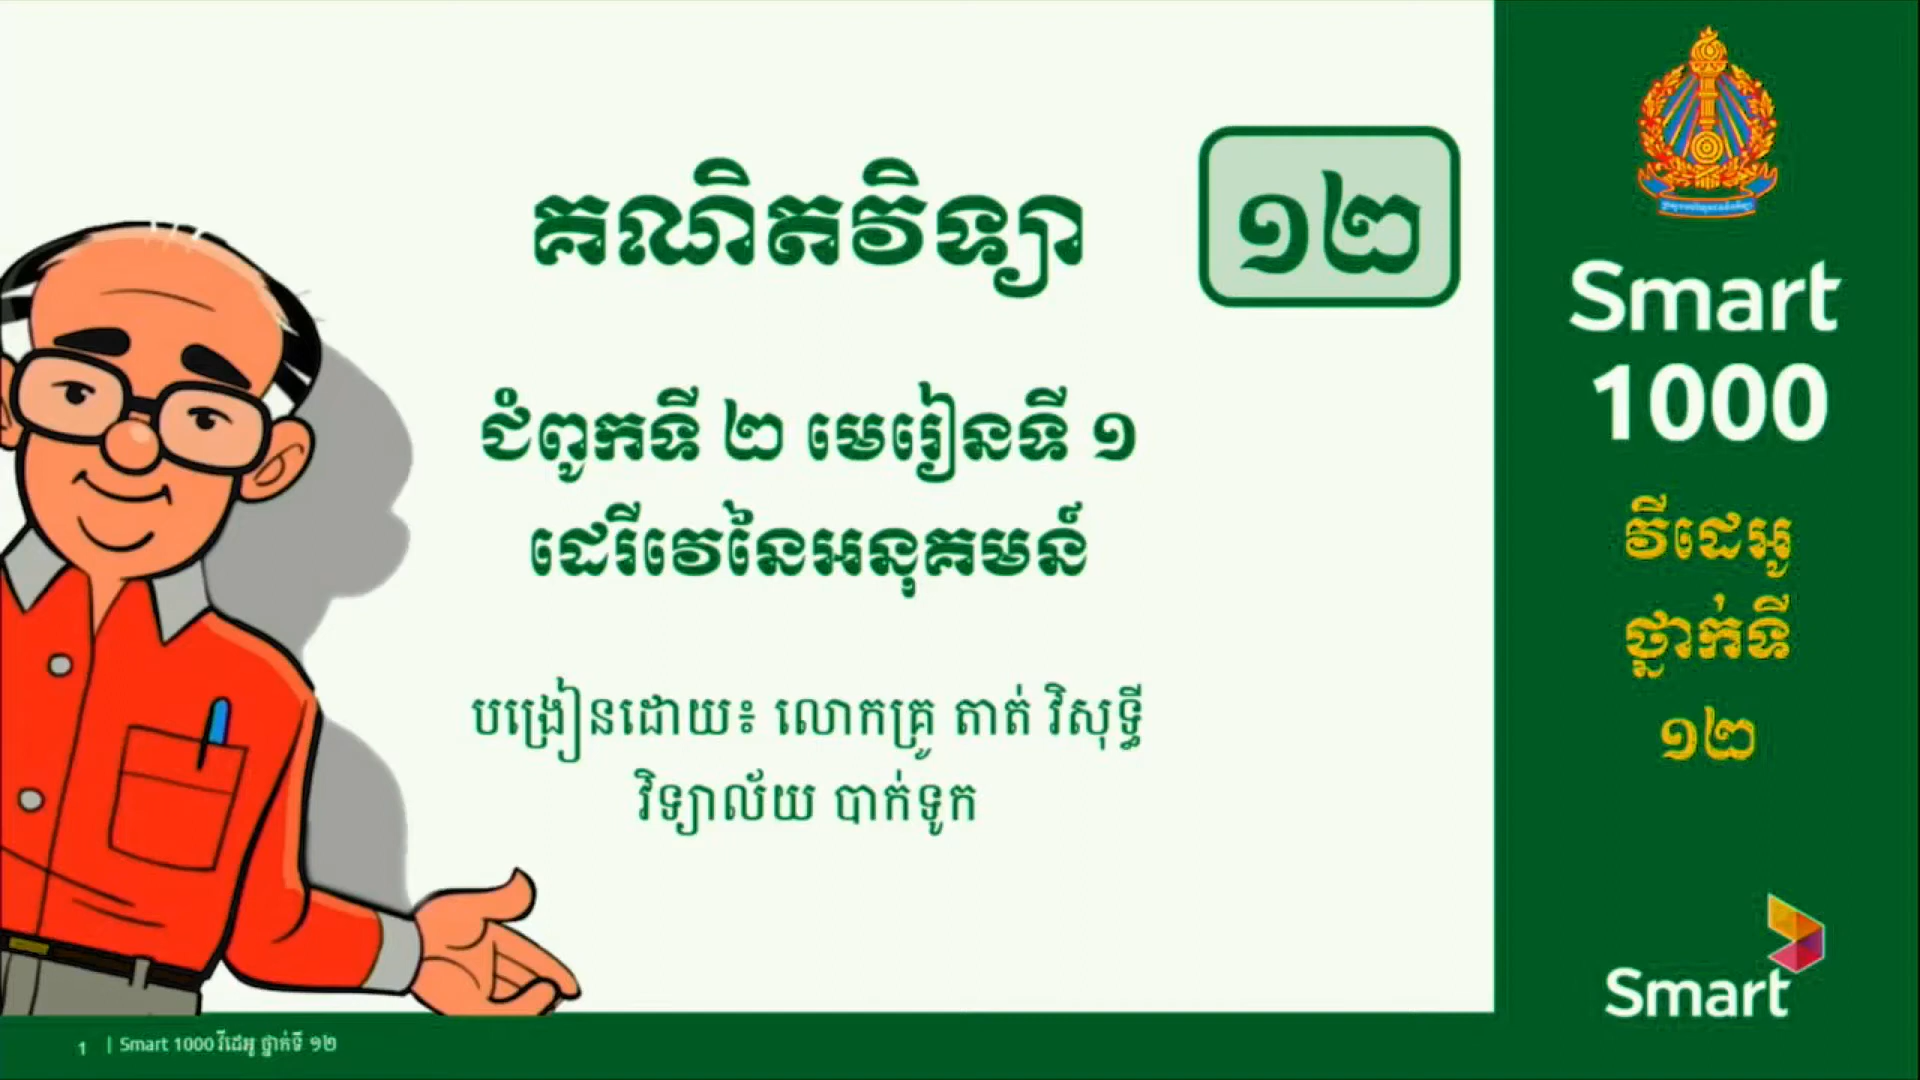 គណិតវិទ្យា
១២
ជំពូកទី ២ មេរៀនទី ១
ដេរីវេនៃអនុគមន៍
បង្រៀនដោយ៖ លោកគ្រូ តាត់ វិសុទ្ធី
វិទ្យាល័យ បាក់ទូក
Smart
1000
វីដេអូ
ថ្នាក់ទី
១២
Smart
1 | Smart 1000 វីដេអូ ថ្នាក់ទី ១២